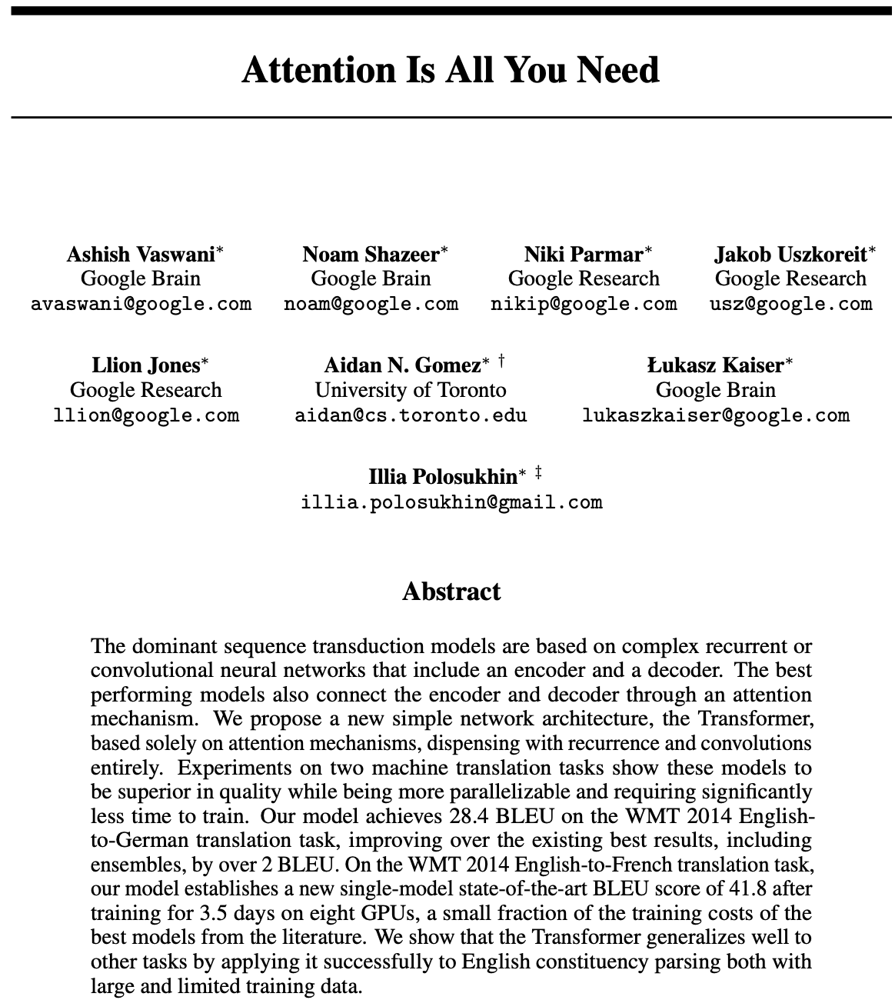 Attention Is All You Need
Ashish Vaswani* Noam Shazeer* Niki Parmar* Jakob Uszkoreit*
Google Brain Google Brain Google Research Google Research
avaswani@google.com noam@google.com nikip@google.com usz@google.com
Llion Jones* Aidan N. Gomez* † Łukasz Kaiser*
Google Research University of Toronto Google Brain
llion@google.com aidan@cs.toronto.edu lukaszkaiser@google.com
Illia Polosukhin* ‡
illia.polosukhin@gmail.com
Abstract
The dominant sequence transduction models are based on complex recurrent or
convolutional neural networks that include an encoder and a decoder. The best
performing models also connect the encoder and decoder through an attention
mechanism. We propose a new simple network architecture, the Transformer,
based solely on attention mechanisms, dispensing with recurrence and convolutions
entirely. Experiments on two machine translation tasks show these models to
be superior in quality while being more parallelizable and requiring significantly
less time to train. Our model achieves 28.4 BLEU on the WMT 2014 English-
to-German translation task, improving over the existing best results, including
ensembles, by over 2 BLEU. On the WMT 2014 English-to-French translation task,
our model establishes a new single-model state-of-the-art BLEU score of 41.8 after
training for 3.5 days on eight GPUs, a small fraction of the training costs of the
best models from the literature. We show that the Transformer generalizes well to
other tasks by applying it successfully to English constituency parsing both with
large and limited training data.